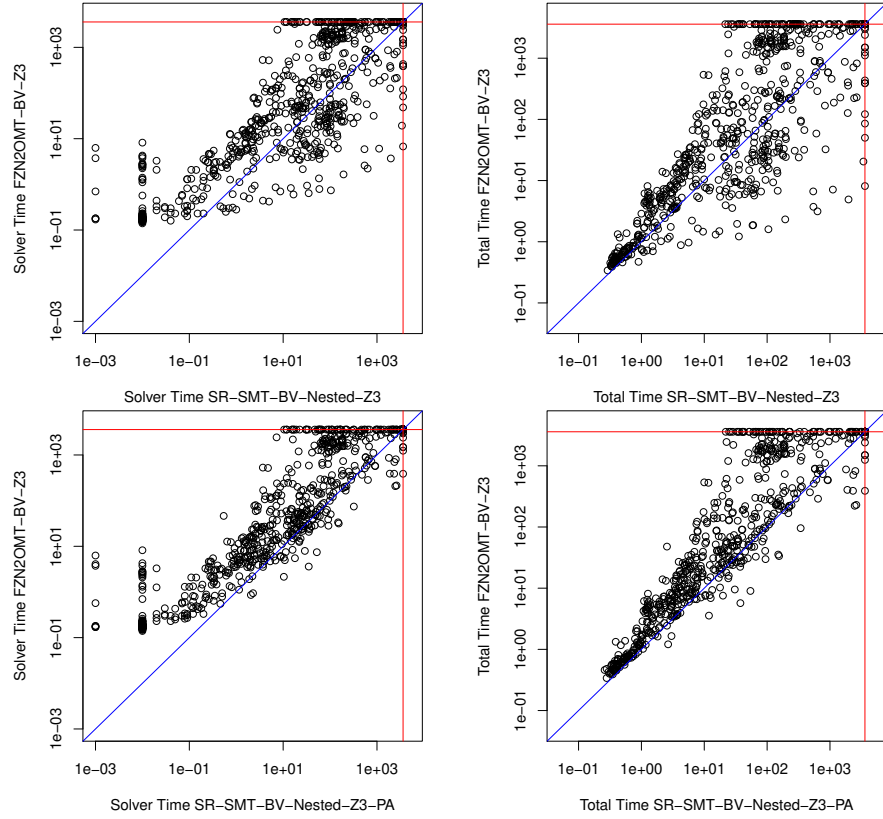 Solver Time FZN2OMT−BV−Z3
1e+03
1e+01
1e−01
1e−03
1e−03
1e−01
1e+01
1e+03
Solver Time SR−SMT−BV−Nested−Z3
Total Time FZN2OMT−BV−Z3
1e+03
1e+02
1e+01
1e+00
1e−01
1e−01
1e+00
1e+01
1e+02
1e+03
Total Time SR−SMT−BV−Nested−Z3
Solver Time FZN2OMT−BV−Z3
1e+03
1e+01
1e−01
1e−03
1e−03
1e−01
1e+01
1e+03
Solver Time SR−SMT−BV−Nested−Z3−PA
Total Time FZN2OMT−BV−Z3
1e+03
1e+02
1e+01
1e+00
1e−01
1e−01
1e+00
1e+01
1e+02
1e+03
Total Time SR−SMT−BV−Nested−Z3−PA